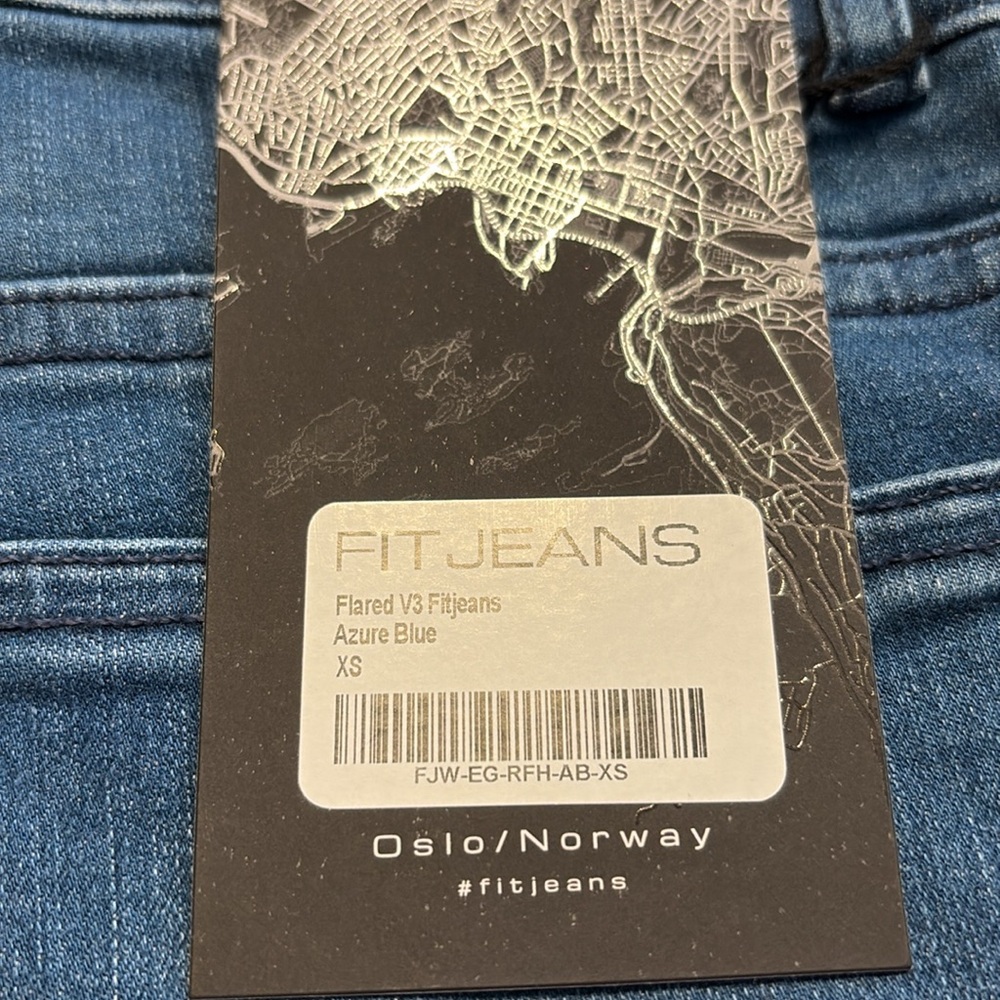 FITJEANS
Flared V3 Fitjeans
Azure Blue
XS
FJW-EG-RFH-AB-XS
Oslo/Norway
#fitjeans